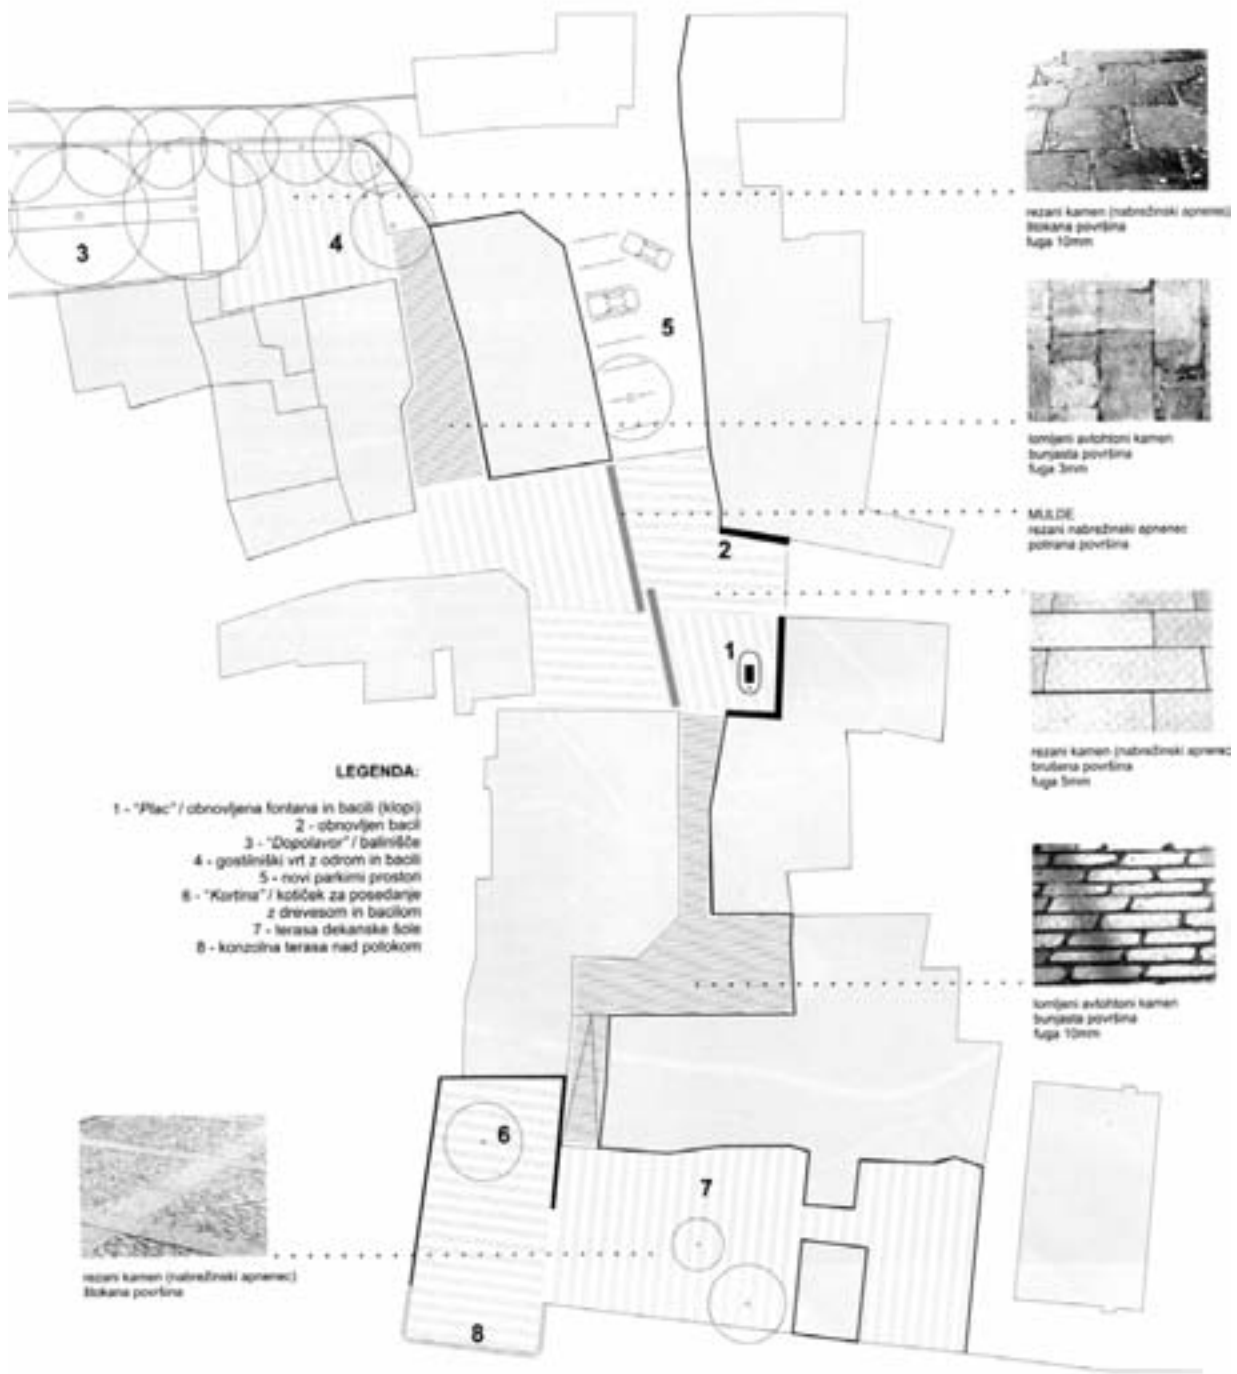 rezani kamen (nabrežinski apnenec)
štokana površina
fuga 10mm
3
4
5
lomljeni avtohtoni kamen
bunjasta površina
fuga 3mm
MULDE
rezani nabrežinski apnenec
potrana površina
2
1
rezani kamen (nabrežinski apnenec
brušena površina
fuga 5mm
LEGENDA:
1 - "Plac" / obnovljena fontana in bacili (klopi)
2 - obnovljen bacil
3 - "Dopolavor" / balinišče
4 - gostilniški vrt z odrom in bacili
5 - novi parkirni prostori
6 - "Kortina" / kotiček za posedanje
z drevesom in bacilom
7 - terasa dekanske šole
8 - konzolna terasa nad potokom
lomljeni avtohtoni kamen
bunjasta površina
fuga 10mm
6
7
rezani kamen (nabrežinski apnenec)
štokana površina
8